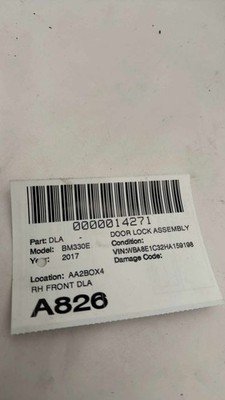 0000014271
Part: DLA DOOR LOCK ASSEMBLY
Model: BM330E Condition:
Year: 2017 VIN:WBA8E1C32HA159198
Damage Code:
Location: AA2BOX4
RH FRONT DLA
A826